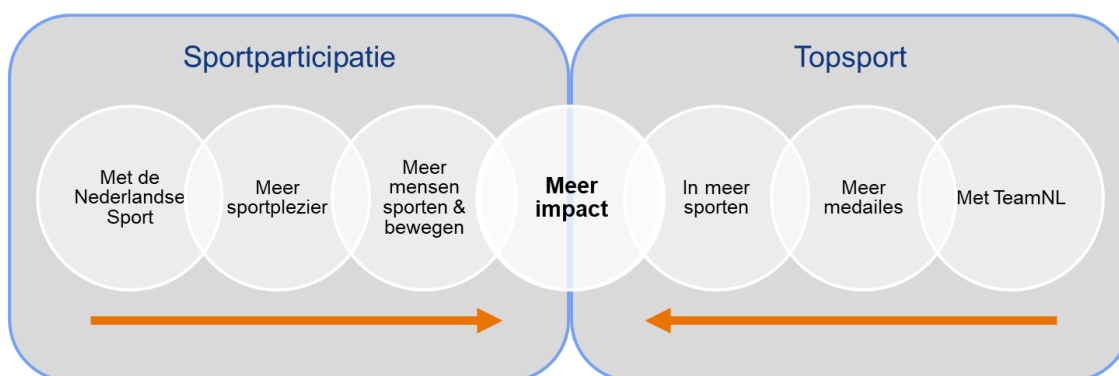 Sportparticipatie
Topsport
Met de
Nederlandse
Sport
Meer
sportplezier
Meer
mensen
sporten &
bewegen
Meer
impact
In meer
sporten
Meer
medailes
Met TeamNL